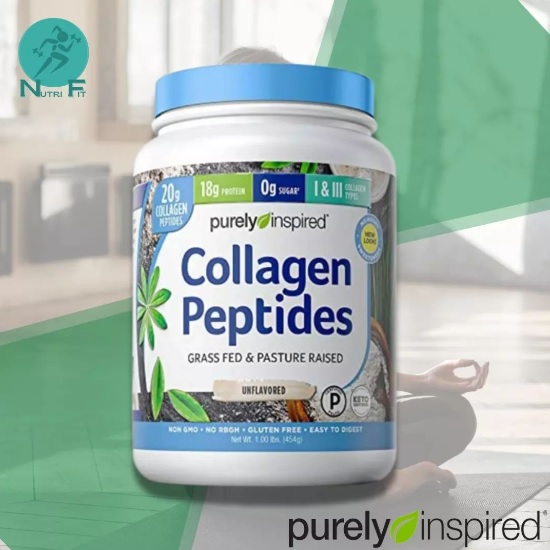 NUTRI FIT
20g
COLLAGEN
PEPTIDES
18g PROTEIN
0g SUGAR*
I & III COLLAGEN
TYPES
purely inspired®
NEW
LOOK!
Collagen
Peptides
GRASS FED & PASTURE RAISED
UNFLAVORED
P
KETO
NON GMO • NO RBGH • GLUTEN FREE • EASY TO DIGEST
Net Wt. 1.00 lbs. (454g)
purely inspired®